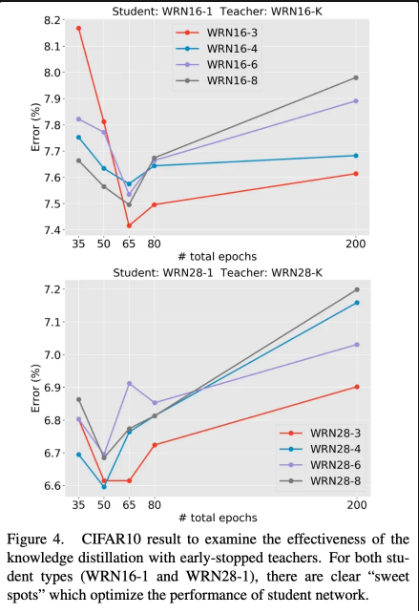 Student: WRN16-1 Teacher: WRN16-K
8.2
8.1
8.0
7.9
7.8
7.7
7.6
7.5
7.4
Error (%)
WRN16-3
WRN16-4
WRN16-6
WRN16-8
35 50 65 80 200
# total epochs
Student: WRN28-1 Teacher: WRN28-K
7.2
7.1
7.0
6.9
6.8
6.7
6.6
Error (%)
WRN28-3
WRN28-4
WRN28-6
WRN28-8
35 50 65 80 200
# total epochs
Figure 4. CIFAR10 result to examine the effectiveness of the
knowledge distillation with early-stopped teachers. For both stu-
dent types (WRN16-1 and WRN28-1), there are clear “sweet
spots” which optimize the performance of student network.